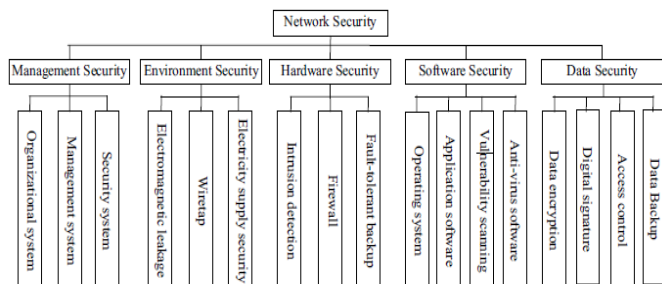 Network Security
Management Security
Environment Security
Hardware Security
Software Security
Data Security
Organizational system
Management system
Security system
Electromagnetic leakage
Wiretap
Electricity supply security
Intrusion detection
Firewall
Fault-tolerant backup
Operating system
Application software
Vulnerability scanning
Anti-virus software
Data encryption
Digital signature
Access control
Data Backup